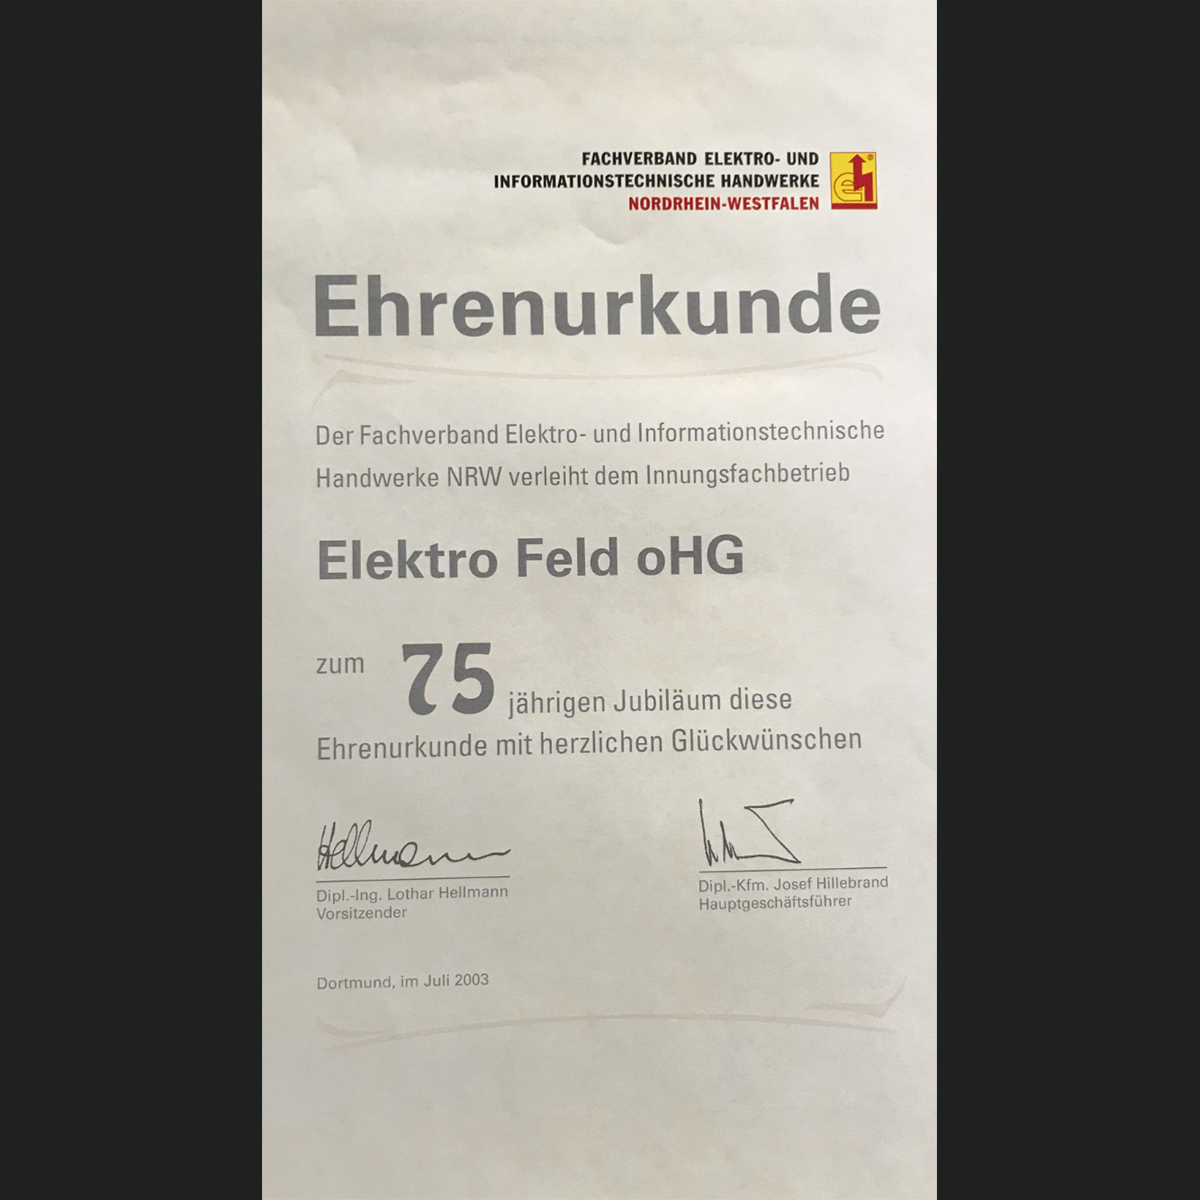 FACHVERBAND ELEKTRO- UND
INFORMATIONSTECHNISCHE HANDWERKE
NORDRHEIN-WESTFALEN
Ehrenurkunde
Der Fachverband Elektro- und Informationstechnische
Handwerke NRW verleiht dem Innungsfachbetrieb
Elektro Feld oHG
zum 75 jährigen Jubiläum diese
Ehrenurkunde mit herzlichen Glückwünschen
Hellmann
Dipl.-Ing. Lothar Hellmann
Vorsitzender
Dipl.-Kfm. Josef Hillebrand
Hauptgeschäftsführer
Dortmund, im Juli 2003